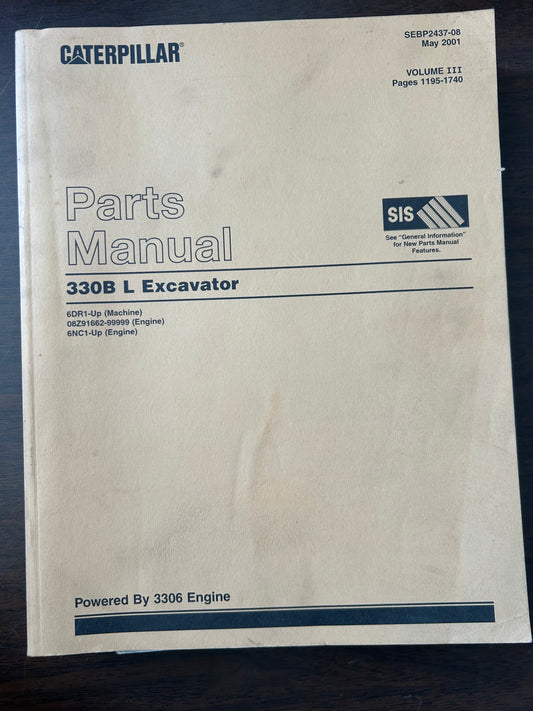 CATERPILLAR®
SEBP2437-08
May 2001
VOLUME III
Pages 1195-1740
Parts
Manual
SIS
See "General Information"
for New Parts Manual
Features.
330B L Excavator
6DR1-Up (Machine)
08Z91662-99999 (Engine)
6NC1-Up (Engine)
Powered By 3306 Engine